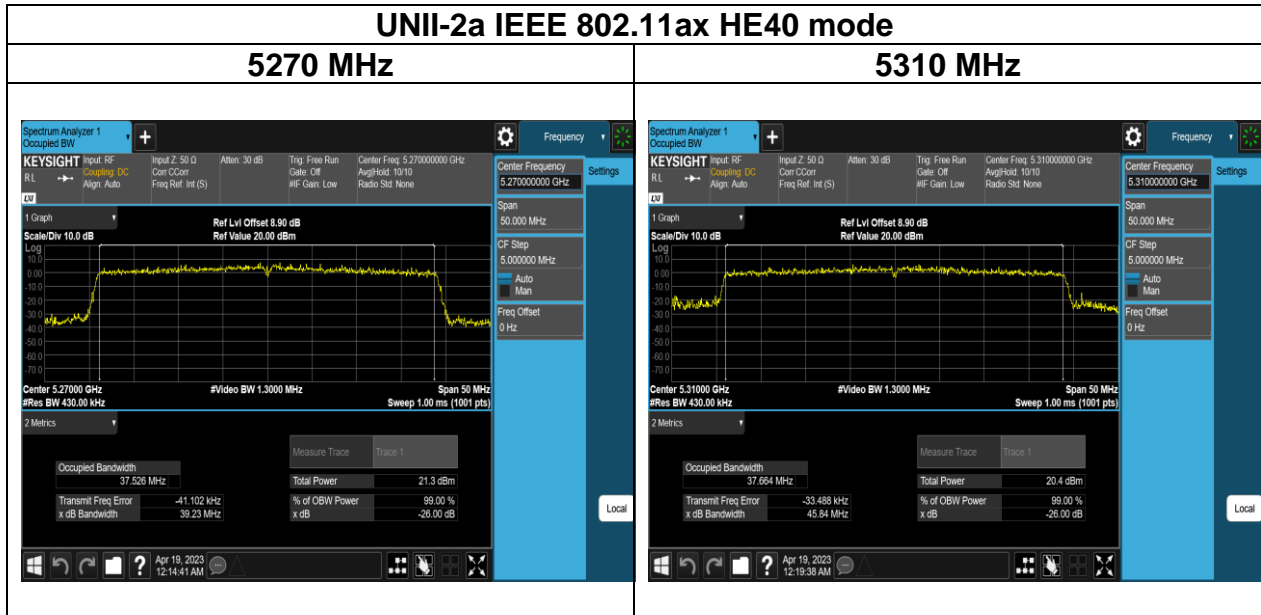 UNII-2a IEEE 802.11ax HE40 mode
5270 MHz
5310 MHz
Spectrum Analyzer 1
Occupied BW
Frequency
KEYSIGHT
Input: RF
Input Z: 50 Ω
Atten: 30 dB
Trig: Free Run
Center Freq: 5.270000000 GHz
R L
Coupling: DC
Corr CCorr
Gate: Off
Avg|Hold: 10/10
Align: Auto
Freq Ref: Int (S)
#IF Gain: Low
Radio Std: None
LXI
Center Frequency
5.270000000 GHz
Settings
Span
50.000 MHz
CF Step
5.000000 MHz
Auto
Man
Freq Offset
0 Hz
Local
1 Graph
Ref Lvl Offset 8.90 dB
Scale/Div 10.0 dB
Ref Value 20.00 dBm
Log
10.0
0.00
-10.0
-20.0
-30.0
-40.0
-50.0
-60.0
-70.0
Center 5.27000 GHz
#Video BW 1.3000 MHz
Span 50 MHz
#Res BW 430.00 kHz
Sweep 1.00 ms (1001 pts)
2 Metrics
Measure Trace
Trace 1
Occupied Bandwidth
37.526 MHz
Total Power
21.3 dBm
Transmit Freq Error
-41.102 kHz
% of OBW Power
99.00 %
x dB Bandwidth
39.23 MHz
x dB
-26.00 dB
?
Apr 19, 2023
12:14:41 AM
Spectrum Analyzer 1
Occupied BW
Frequency
KEYSIGHT
Input: RF
Input Z: 50 Ω
Atten: 30 dB
Trig: Free Run
Center Freq: 5.310000000 GHz
R L
Coupling: DC
Corr CCorr
Gate: Off
Avg|Hold: 10/10
Align: Auto
Freq Ref: Int (S)
#IF Gain: Low
Radio Std: None
LXI
Center Frequency
5.310000000 GHz
Settings
Span
50.000 MHz
CF Step
5.000000 MHz
Auto
Man
Freq Offset
0 Hz
Local
1 Graph
Ref Lvl Offset 8.90 dB
Scale/Div 10.0 dB
Ref Value 20.00 dBm
Log
10.0
0.00
-10.0
-20.0
-30.0
-40.0
-50.0
-60.0
-70.0
Center 5.31000 GHz
#Video BW 1.3000 MHz
Span 50 MHz
#Res BW 430.00 kHz
Sweep 1.00 ms (1001 pts)
2 Metrics
Measure Trace
Trace 1
Occupied Bandwidth
37.664 MHz
Total Power
20.4 dBm
Transmit Freq Error
-33.488 kHz
% of OBW Power
99.00 %
x dB Bandwidth
45.84 MHz
x dB
-26.00 dB
?
Apr 19, 2023
12:19:38 AM